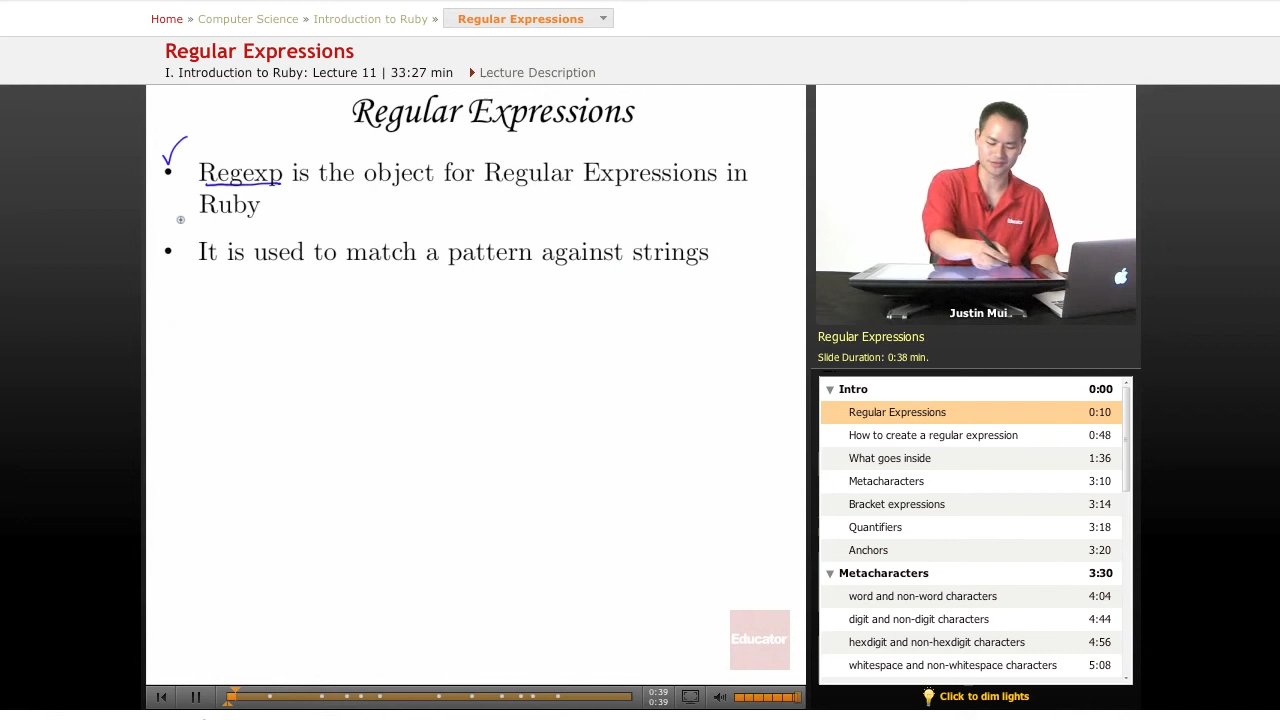 Home » Computer Science » Introduction to Ruby » Regular Expressions
Regular Expressions
I. Introduction to Ruby: Lecture 11 | 33:27 min Lecture Description
Regular Expressions
• Regexp is the object for Regular Expressions in
Ruby
• It is used to match a pattern against strings
Educator
0:39
0:39
Educator
Justin Mui
Regular Expressions
Slide Duration: 0:38 min.
Intro 0:00
Regular Expressions 0:10
How to create a regular expression 0:48
What goes inside 1:36
Metacharacters 3:10
Bracket expressions 3:14
Quantifiers 3:18
Anchors 3:20
Metacharacters 3:30
word and non-word characters 4:04
digit and non-digit characters 4:44
hexdigit and non-hexdigit characters 4:56
whitespace and non-whitespace characters 5:08
Click to dim lights